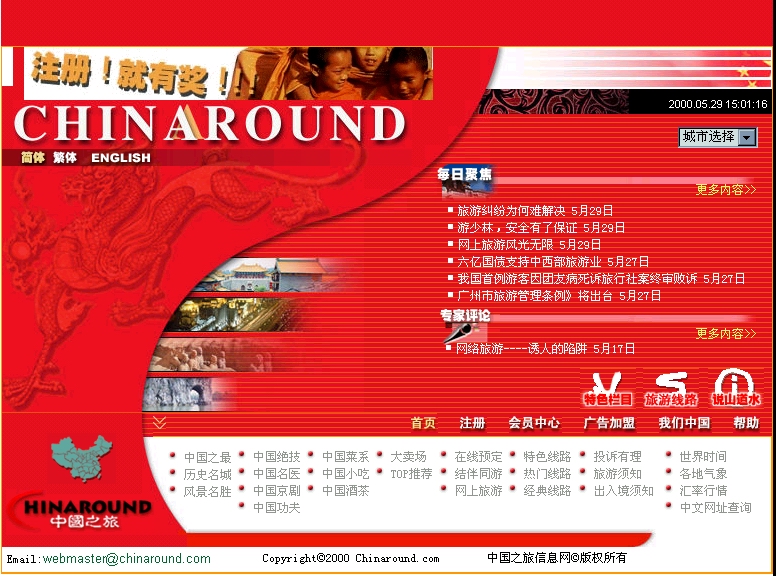 注册！就有奖！！！
CHINAROUND
2000.05.29 15:01:16
简体 繁体 ENGLISH
城市选择
每日聚焦
更多内容>>
旅游纠纷为何难解决 5月29日
游少林，安全有了保证 5月29日
网上旅游风光无限 5月29日
六亿国债支持中西部旅游业 5月27日
我国首例游客因团友病死诉旅行社案终审败诉 5月27日
广州市旅游管理条例》将出台 5月27日
专家评论
更多内容>>
网络旅游----诱人的陷阱 5月17日
特色栏目 旅游线路 说山道水
首页 注册 会员中心 广告加盟 我们中国 帮助
中国之最 中国绝技 中国菜系 大卖场 在线预定 特色线路 投诉有理 世界时间
历史名城 中国名医 中国小吃 TOP推荐 结伴同游 热门线路 旅游须知 各地气象
风景名胜 中国京剧 中国酒茶 网上旅游 经典线路 出入境须知 汇率行情
中国功夫 中文网址查询
CHINAROUND
中國之旅
Email:webmaster@chinaround.com Copyright©2000 Chinaround.com 中国之旅信息网©版权所有